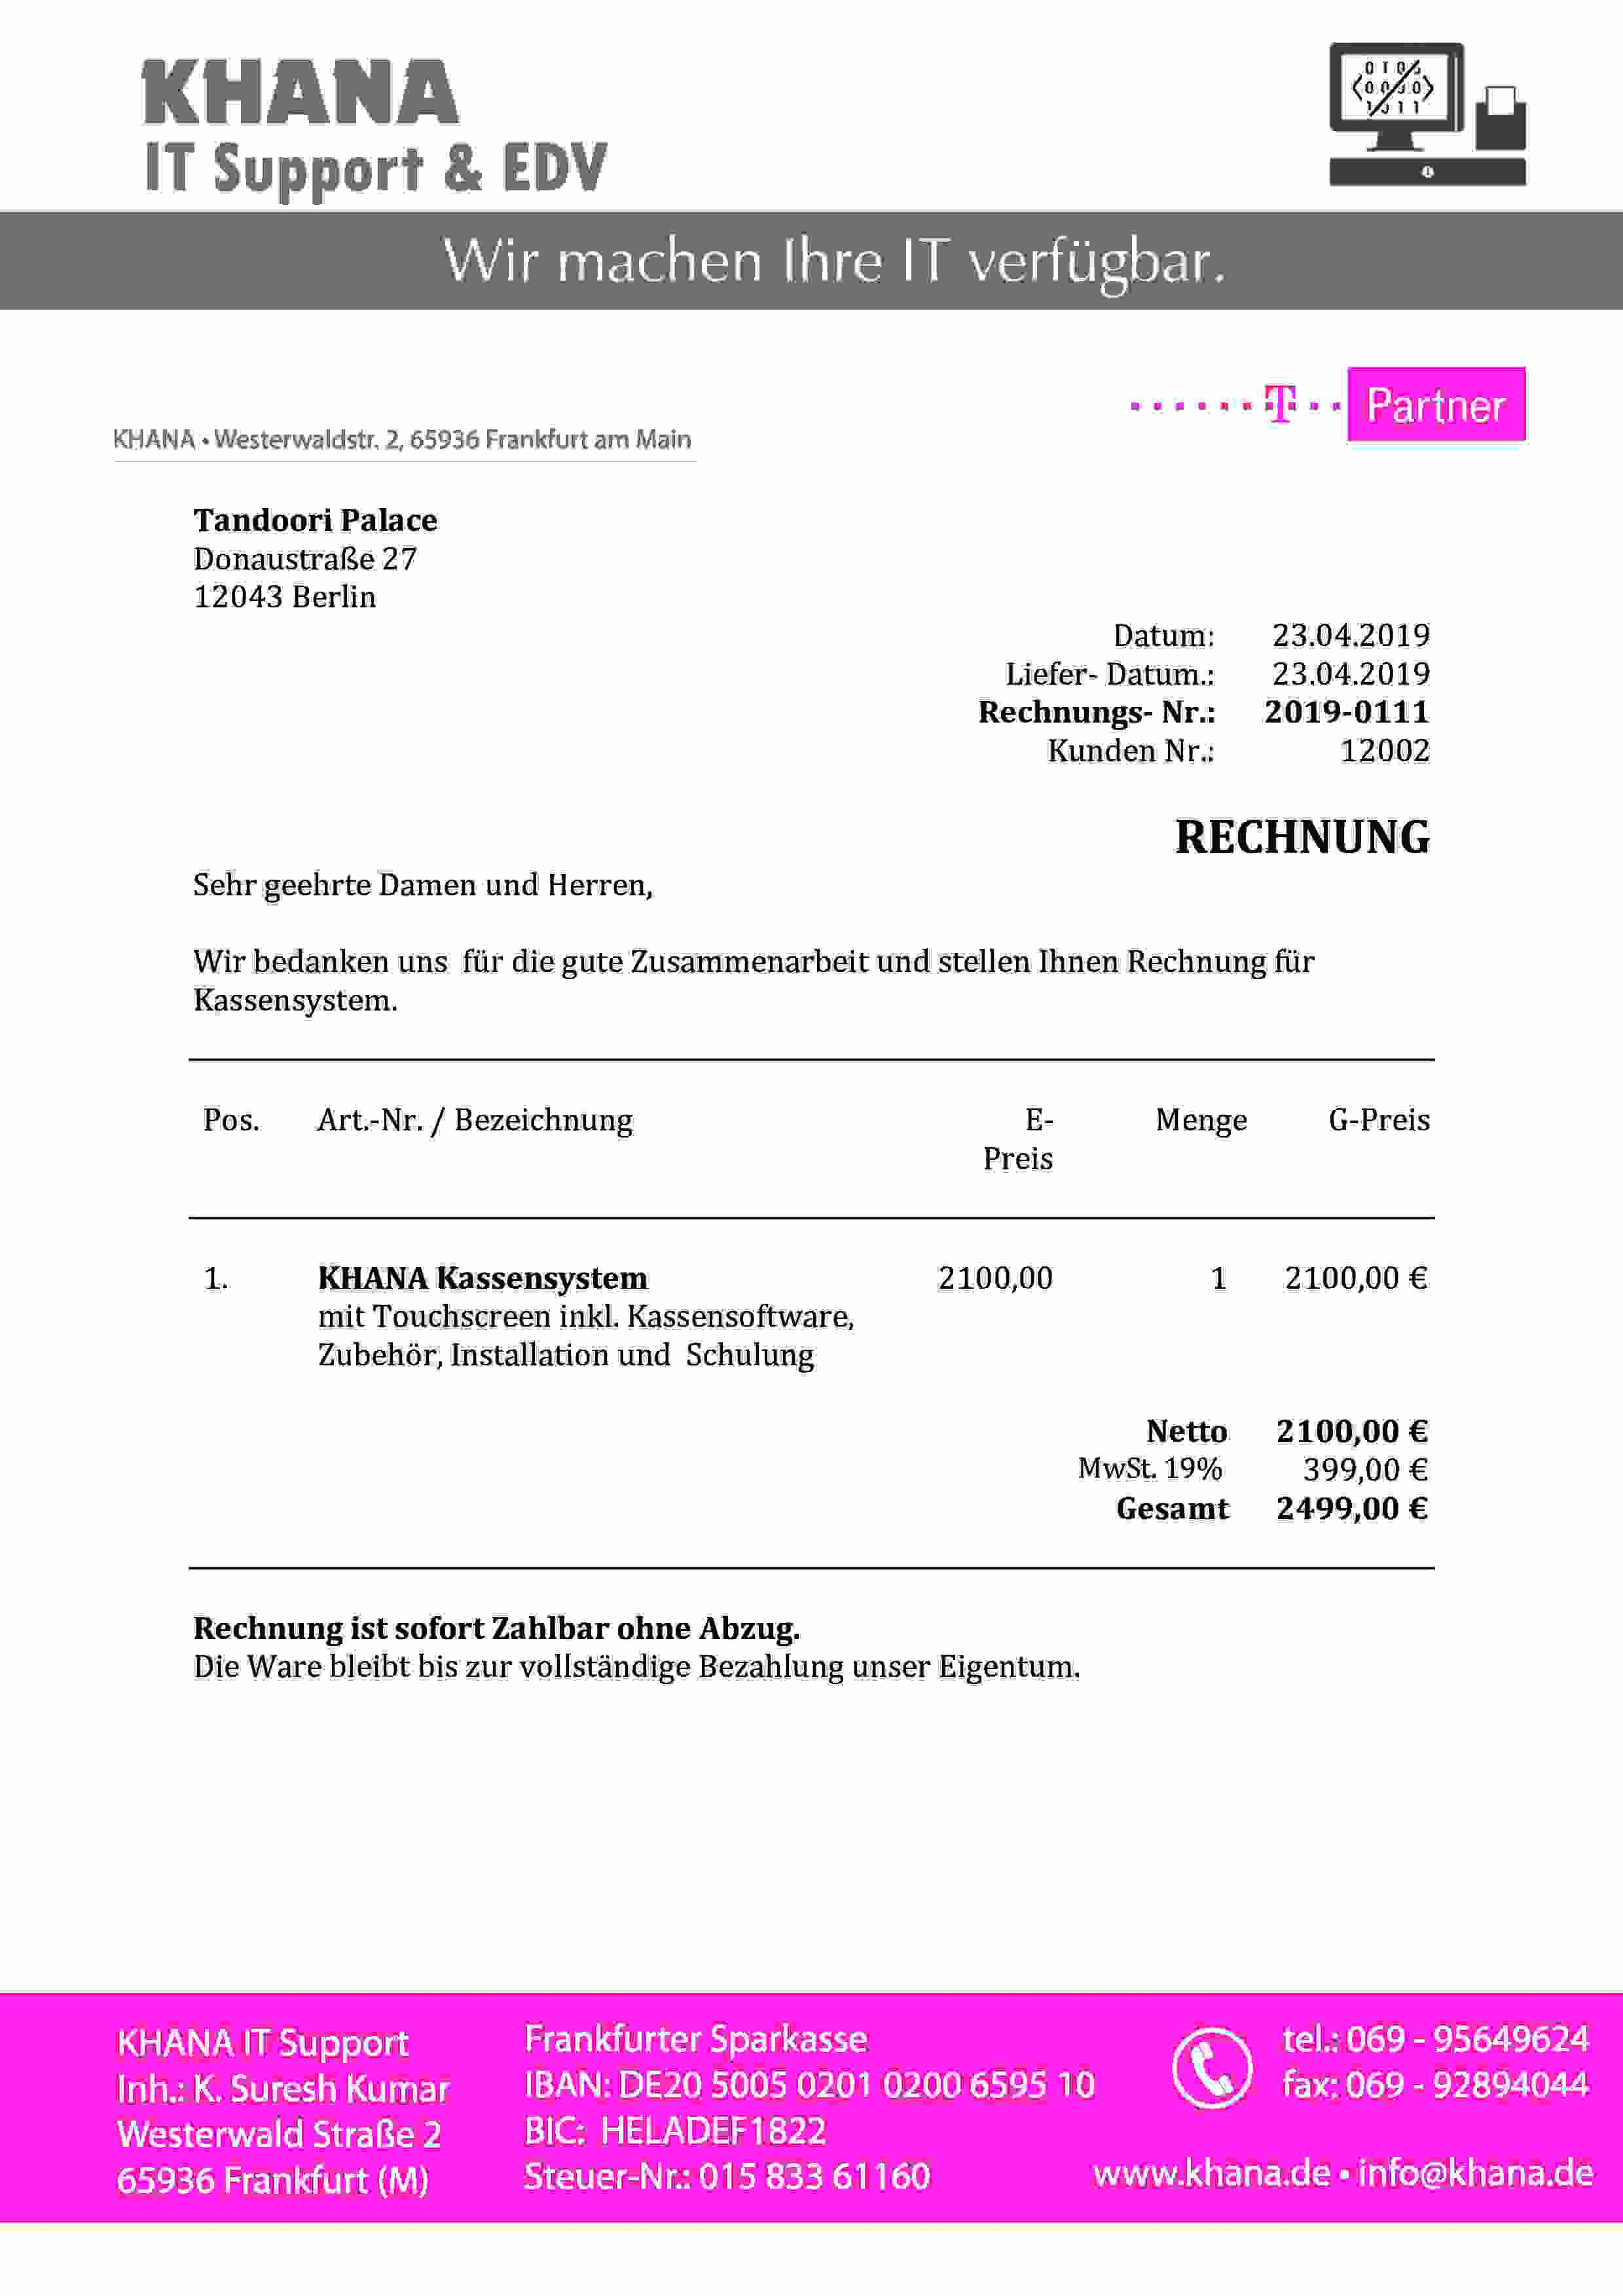 KHANA
IT Support & EDV
Wir machen Ihre IT verfügbar.
T Partner
KHANA • Westerwaldstr. 2, 65936 Frankfurt am Main
Tandoori Palace
Donaustraße 27
12043 Berlin
Datum: 23.04.2019
Liefer- Datum.: 23.04.2019
Rechnungs- Nr.: 2019-0111
Kunden Nr.: 12002
RECHNUNG
Sehr geehrte Damen und Herren,
Wir bedanken uns für die gute Zusammenarbeit und stellen Ihnen Rechnung für
Kassensystem.
Pos. Art.-Nr. / Bezeichnung E- Menge G-Preis
Preis
1. KHANA Kassensystem 2100,00 1 2100,00 €
mit Touchscreen inkl. Kassensoftware,
Zubehör, Installation und Schulung
Netto 2100,00 €
MwSt. 19% 399,00 €
Gesamt 2499,00 €
Rechnung ist sofort Zahlbar ohne Abzug.
Die Ware bleibt bis zur vollständige Bezahlung unser Eigentum.
KHANA IT Support
Inh.: K. Suresh Kumar
Westerwald Straße 2
65936 Frankfurt (M)
Frankfurter Sparkasse
IBAN: DE20 5005 0201 0200 6595 10
BIC: HELADEF1822
Steuer-Nr.: 015 833 61160
tel.: 069 - 95649624
fax: 069 - 92894044
www.khana.de • info@khana.de